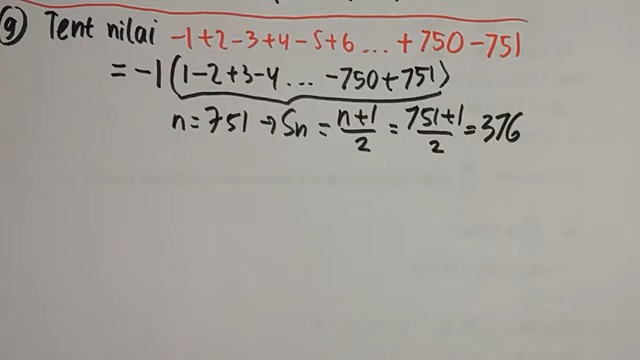 g) Tent nilai -1+2-3+4-5+6... +750-751
= -1(1-2+3-4... -750+751)
n=751 → Sn = n+1/2 = 751+1/2 = 376